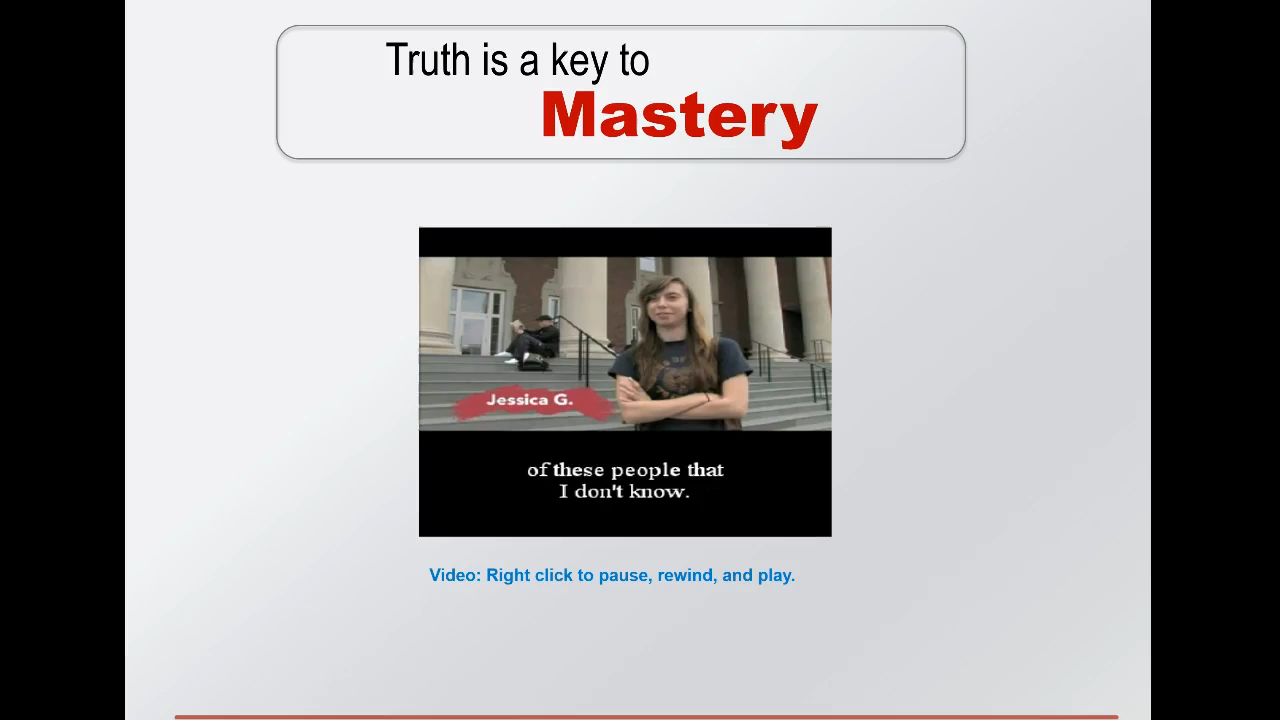 Truth is a key to
Mastery
Jessica G.
of these people that
I don't know.
Video: Right click to pause, rewind, and play.